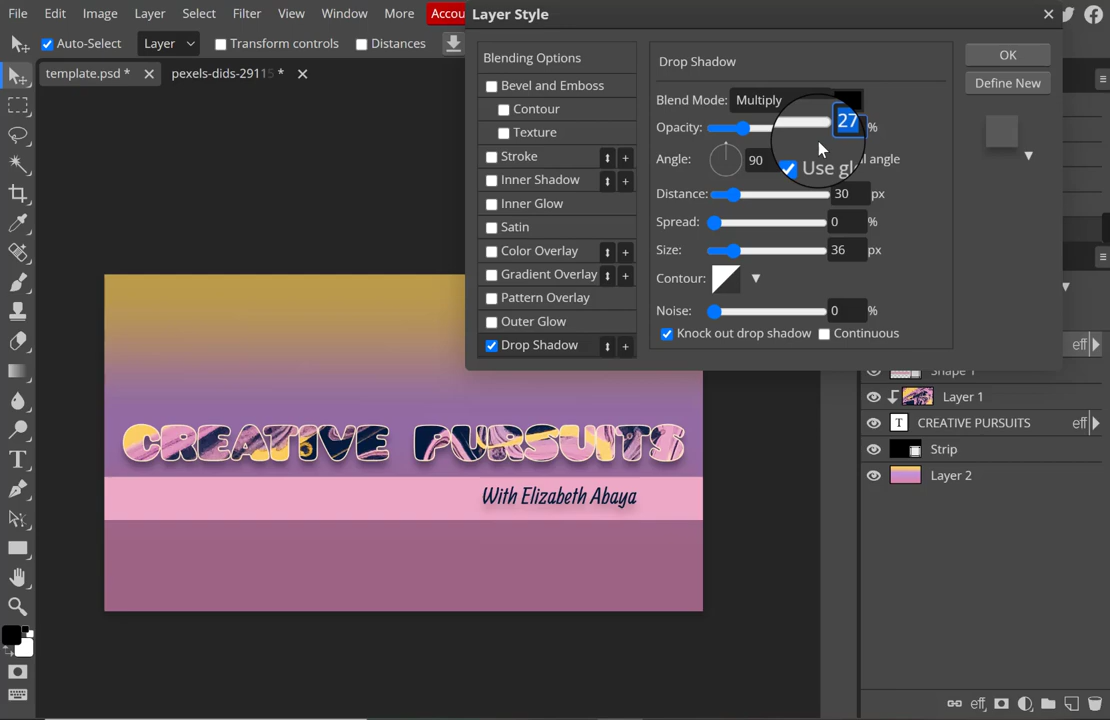 File Edit Image Layer Select Filter View Window More Accou
Layer Style
Auto-Select Layer Transform controls Distances
template.psd * pexels-dids-29115 *
Blending Options
Bevel and Emboss
Contour
Texture
Stroke
Inner Shadow
Inner Glow
Satin
Color Overlay
Gradient Overlay
Pattern Overlay
Outer Glow
Drop Shadow
Drop Shadow
Blend Mode: Multiply
Opacity: 27 %
Angle: 90 Use gl al angle
Distance: 30 px
Spread: 0 %
Size: 36 px
Contour:
Noise: 0 %
Knock out drop shadow Continuous
OK
Define New
eff
Shape 1
Layer 1
T CREATIVE PURSUITS eff
Strip
Layer 2
CREATIVE PURSUITS
With Elizabeth Abaya
eff